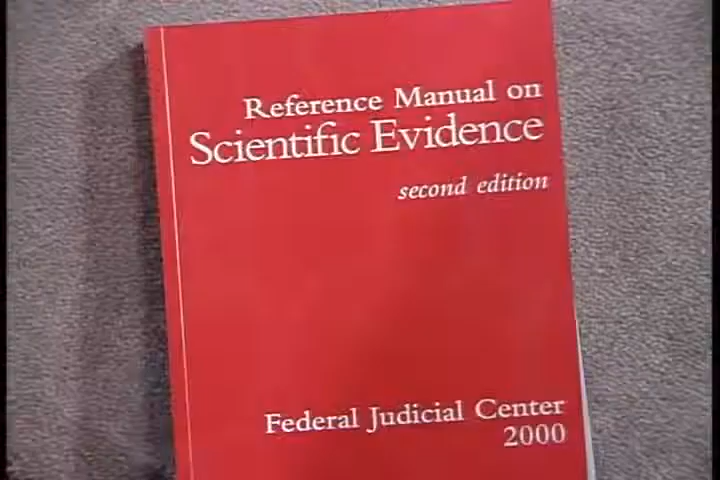 Reference Manual on
Scientific Evidence
second edition
Federal Judicial Center
2000